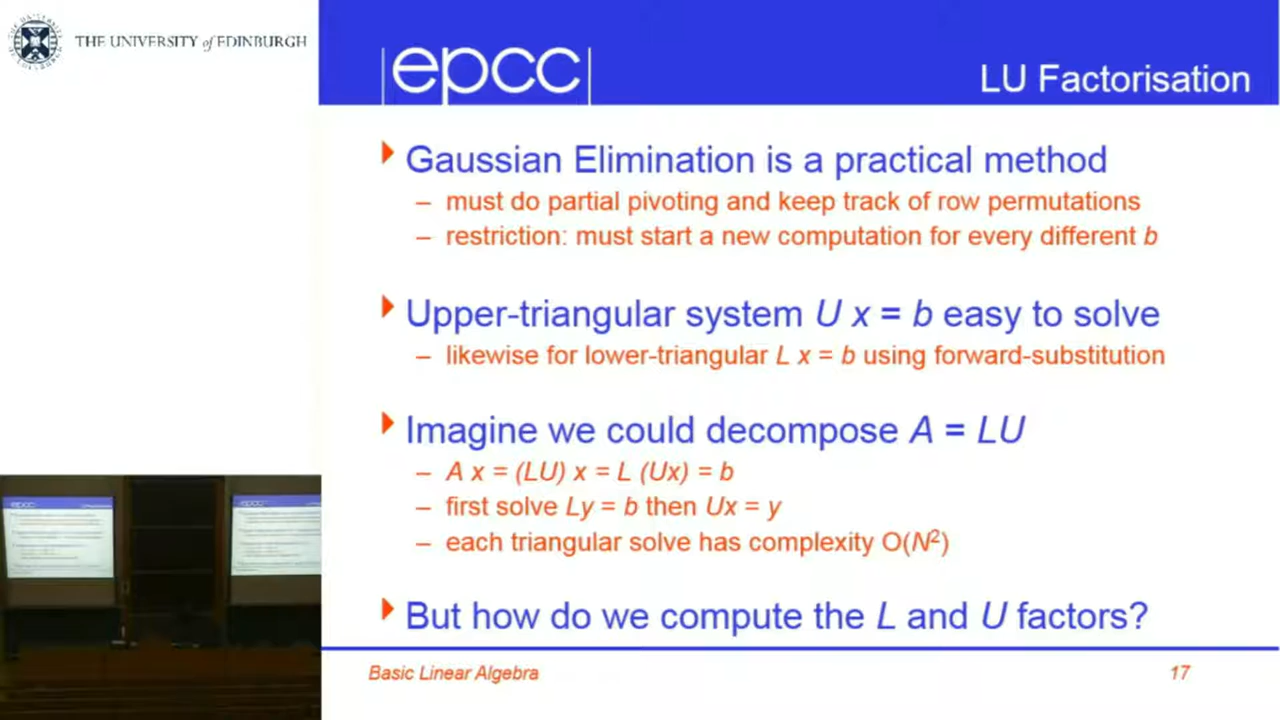 THE UNIVERSITY of EDINBURGH
epcc
LU Factorisation
Gaussian Elimination is a practical method
– must do partial pivoting and keep track of row permutations
– restriction: must start a new computation for every different b
Upper-triangular system U x = b easy to solve
– likewise for lower-triangular L x = b using forward-substitution
Imagine we could decompose A = LU
– A x = (LU) x = L (Ux) = b
– first solve Ly = b then Ux = y
– each triangular solve has complexity O(N²)
But how do we compute the L and U factors?
Basic Linear Algebra
17
epcc
epcc